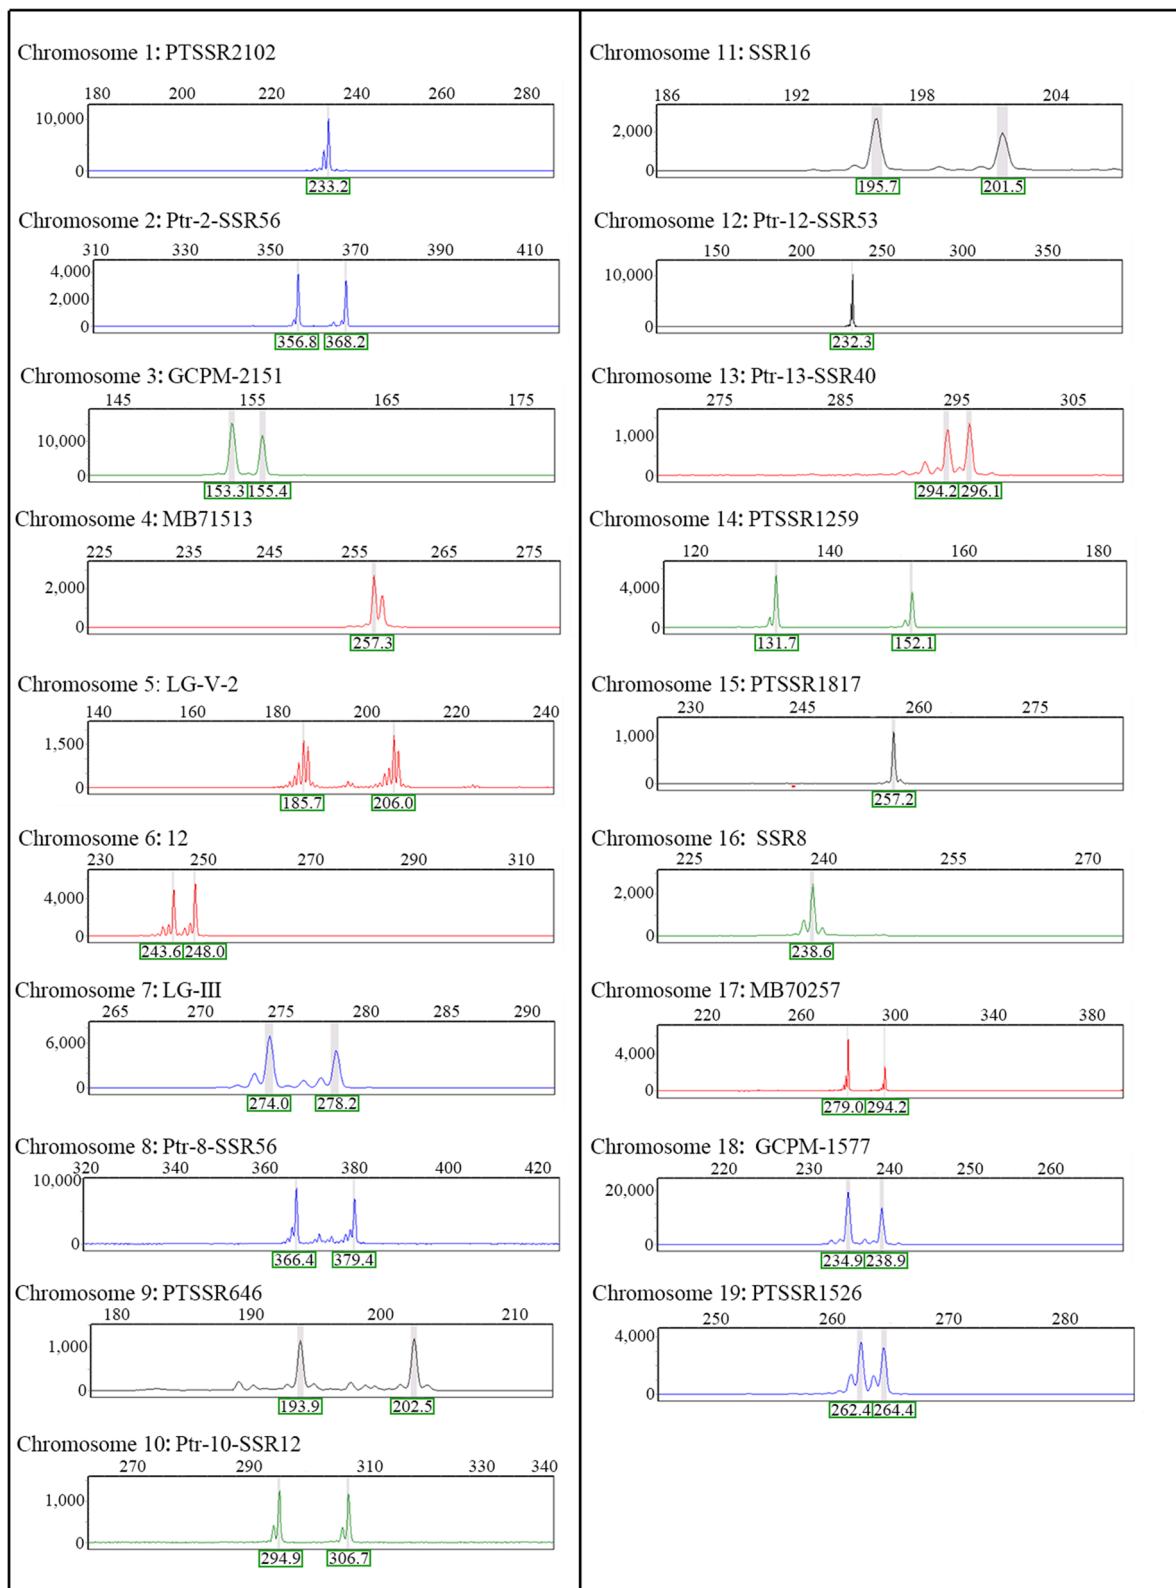 Chromosome 1: PTSSR2102
180 200 220 240 260 280
10,000
0
233.2
Chromosome 2: Ptr-2-SSR56
310 330 350 370 390 410
4,000
2,000
0
356.8 368.2
Chromosome 3: GCPM-2151
145 155 165 175
10,000
0
153.3 155.4
Chromosome 4: MB71513
225 235 245 255 265 275
2,000
0
257.3
Chromosome 5: LG-V-2
140 160 180 200 220 240
1,500
0
185.7 206.0
Chromosome 6: 12
230 250 270 290 310
4,000
0
243.6 248.0
Chromosome 7: LG-III
265 270 275 280 285 290
6,000
0
274.0 278.2
Chromosome 8: Ptr-8-SSR56
320 340 360 380 400 420
10,000
0
366.4 379.4
Chromosome 9: PTSSR646
180 190 200 210
1,000
0
193.9 202.5
Chromosome 10: Ptr-10-SSR12
270 290 310 330 340
1,000
0
294.9 306.7
Chromosome 11: SSR16
186 192 198 204
2,000
0
195.7 201.5
Chromosome 12: Ptr-12-SSR53
150 200 250 300 350
10,000
0
232.3
Chromosome 13: Ptr-13-SSR40
275 285 295 305
1,000
0
294.2 296.1
Chromosome 14: PTSSR1259
120 140 160 180
4,000
0
131.7 152.1
Chromosome 15: PTSSR1817
230 245 260 275
1,000
0
257.2
Chromosome 16: SSR8
225 240 255 270
2,000
0
238.6
Chromosome 17: MB70257
220 260 300 340 380
4,000
0
279.0 294.2
Chromosome 18: GCPM-1577
220 230 240 250 260
20,000
0
234.9 238.9
Chromosome 19: PTSSR1526
250 260 270 280
4,000
0
262.4 264.4